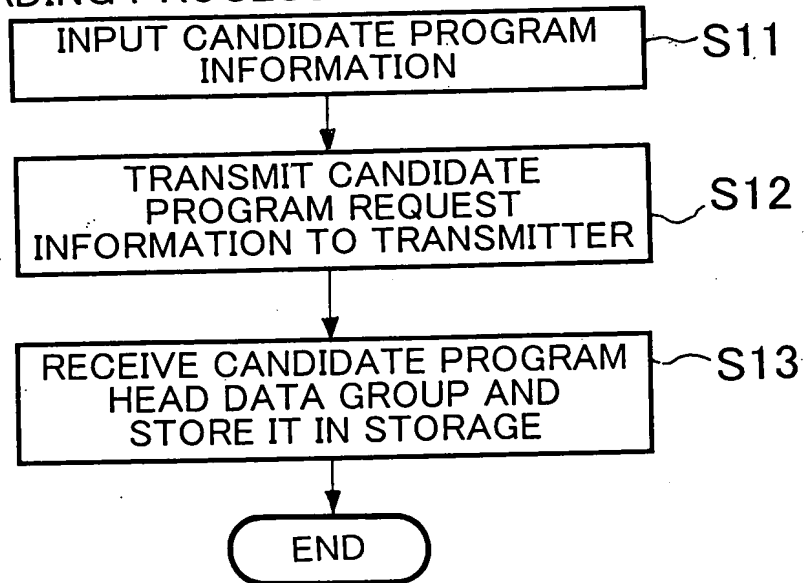 INPUT CANDIDATE PROGRAM
INFORMATION
S11
TRANSMIT CANDIDATE
PROGRAM REQUEST
INFORMATION TO TRANSMITTER
S12
RECEIVE CANDIDATE PROGRAM
HEAD DATA GROUP AND
STORE IT IN STORAGE
S13
END